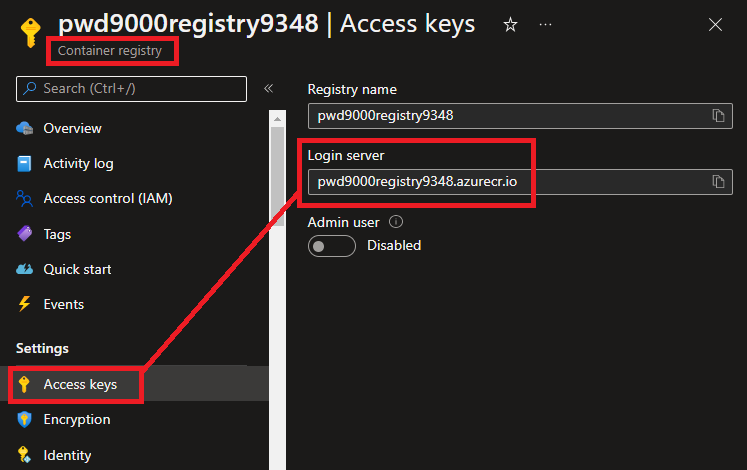 pwd9000registry9348 | Access keys
Container registry
Search (Ctrl+/)
Overview
Activity log
Access control (IAM)
Tags
Quick start
Events
Settings
Access keys
Encryption
Identity
Registry name
pwd9000registry9348
Login server
pwd9000registry9348.azurecr.io
Admin user
Disabled